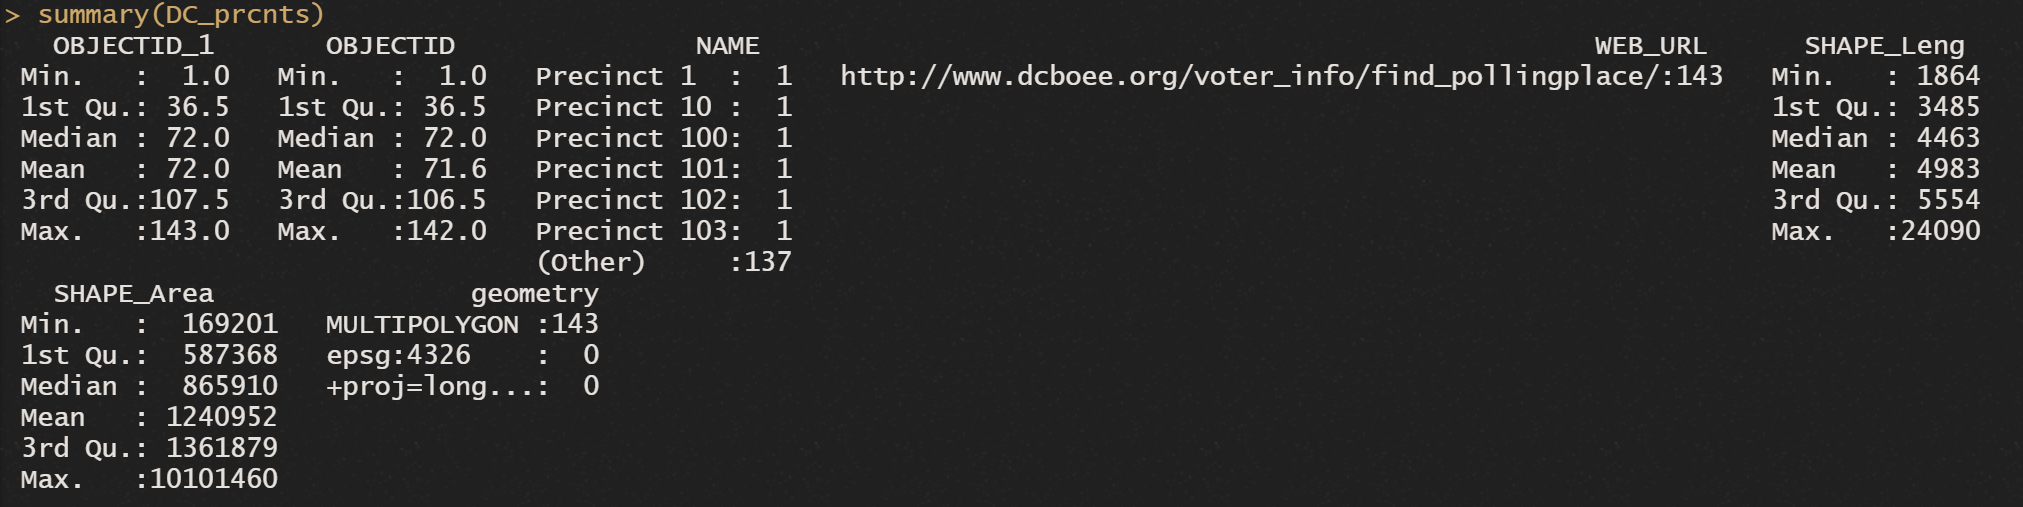 > summary(DC_prcnts)
   OBJECTID_1       OBJECTID               NAME                                                    WEB_URL      SHAPE_Leng
 Min.   :  1.0   Min.   :  1.0   Precinct 1  :  1   http://www.dcboee.org/voter_info/find_pollingplace/:143   Min.   : 1864
 1st Qu.: 36.5   1st Qu.: 36.5   Precinct 10 :  1                                                             1st Qu.: 3485
 Median : 72.0   Median : 72.0   Precinct 100:  1                                                             Median : 4463
 Mean   : 72.0   Mean   : 71.6   Precinct 101:  1                                                             Mean   : 4983
 3rd Qu.:107.5   3rd Qu.:106.5   Precinct 102:  1                                                             3rd Qu.: 5554
 Max.   :143.0   Max.   :142.0   Precinct 103:  1                                                             Max.   :24090
                                 (Other)     :137
   SHAPE_Area                geometry
 Min.   :  169201   MULTIPOLYGON :143
 1st Qu.:  587368   epsg:4326    :  0
 Median :  865910   +proj=long...:  0
 Mean   : 1240952
 3rd Qu.: 1361879
 Max.   :10101460